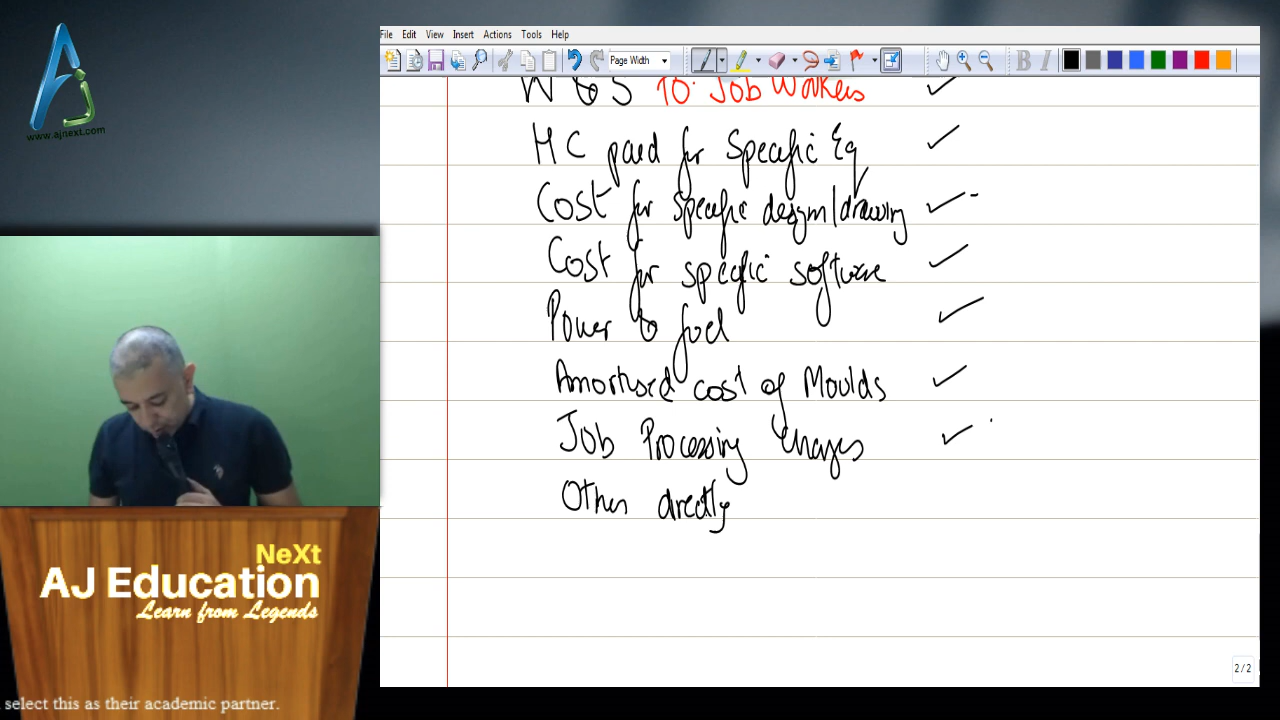 File Edit View Insert Actions Tools Help
Page Width
W & S to Job Workers
HC paid for Specific Eq
Cost for specific design/drawing
Cost for specific software
Power & fuel
Amortised cost of Moulds
Job Processing charges
Other directly
2/2
www.ajnext.com
NeXt
AJ Education
Learn from Legends
select this as their academic partner.